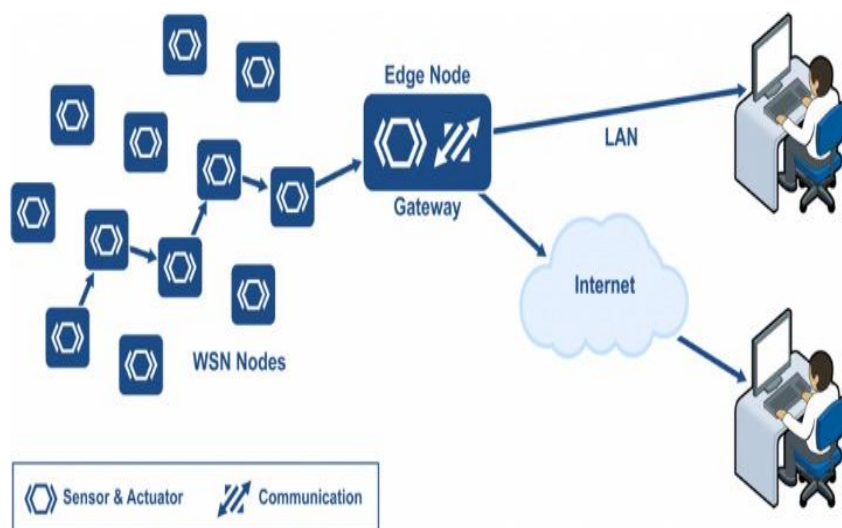 Edge Node
LAN
Gateway
Internet
WSN Nodes
Sensor & Actuator
Communication